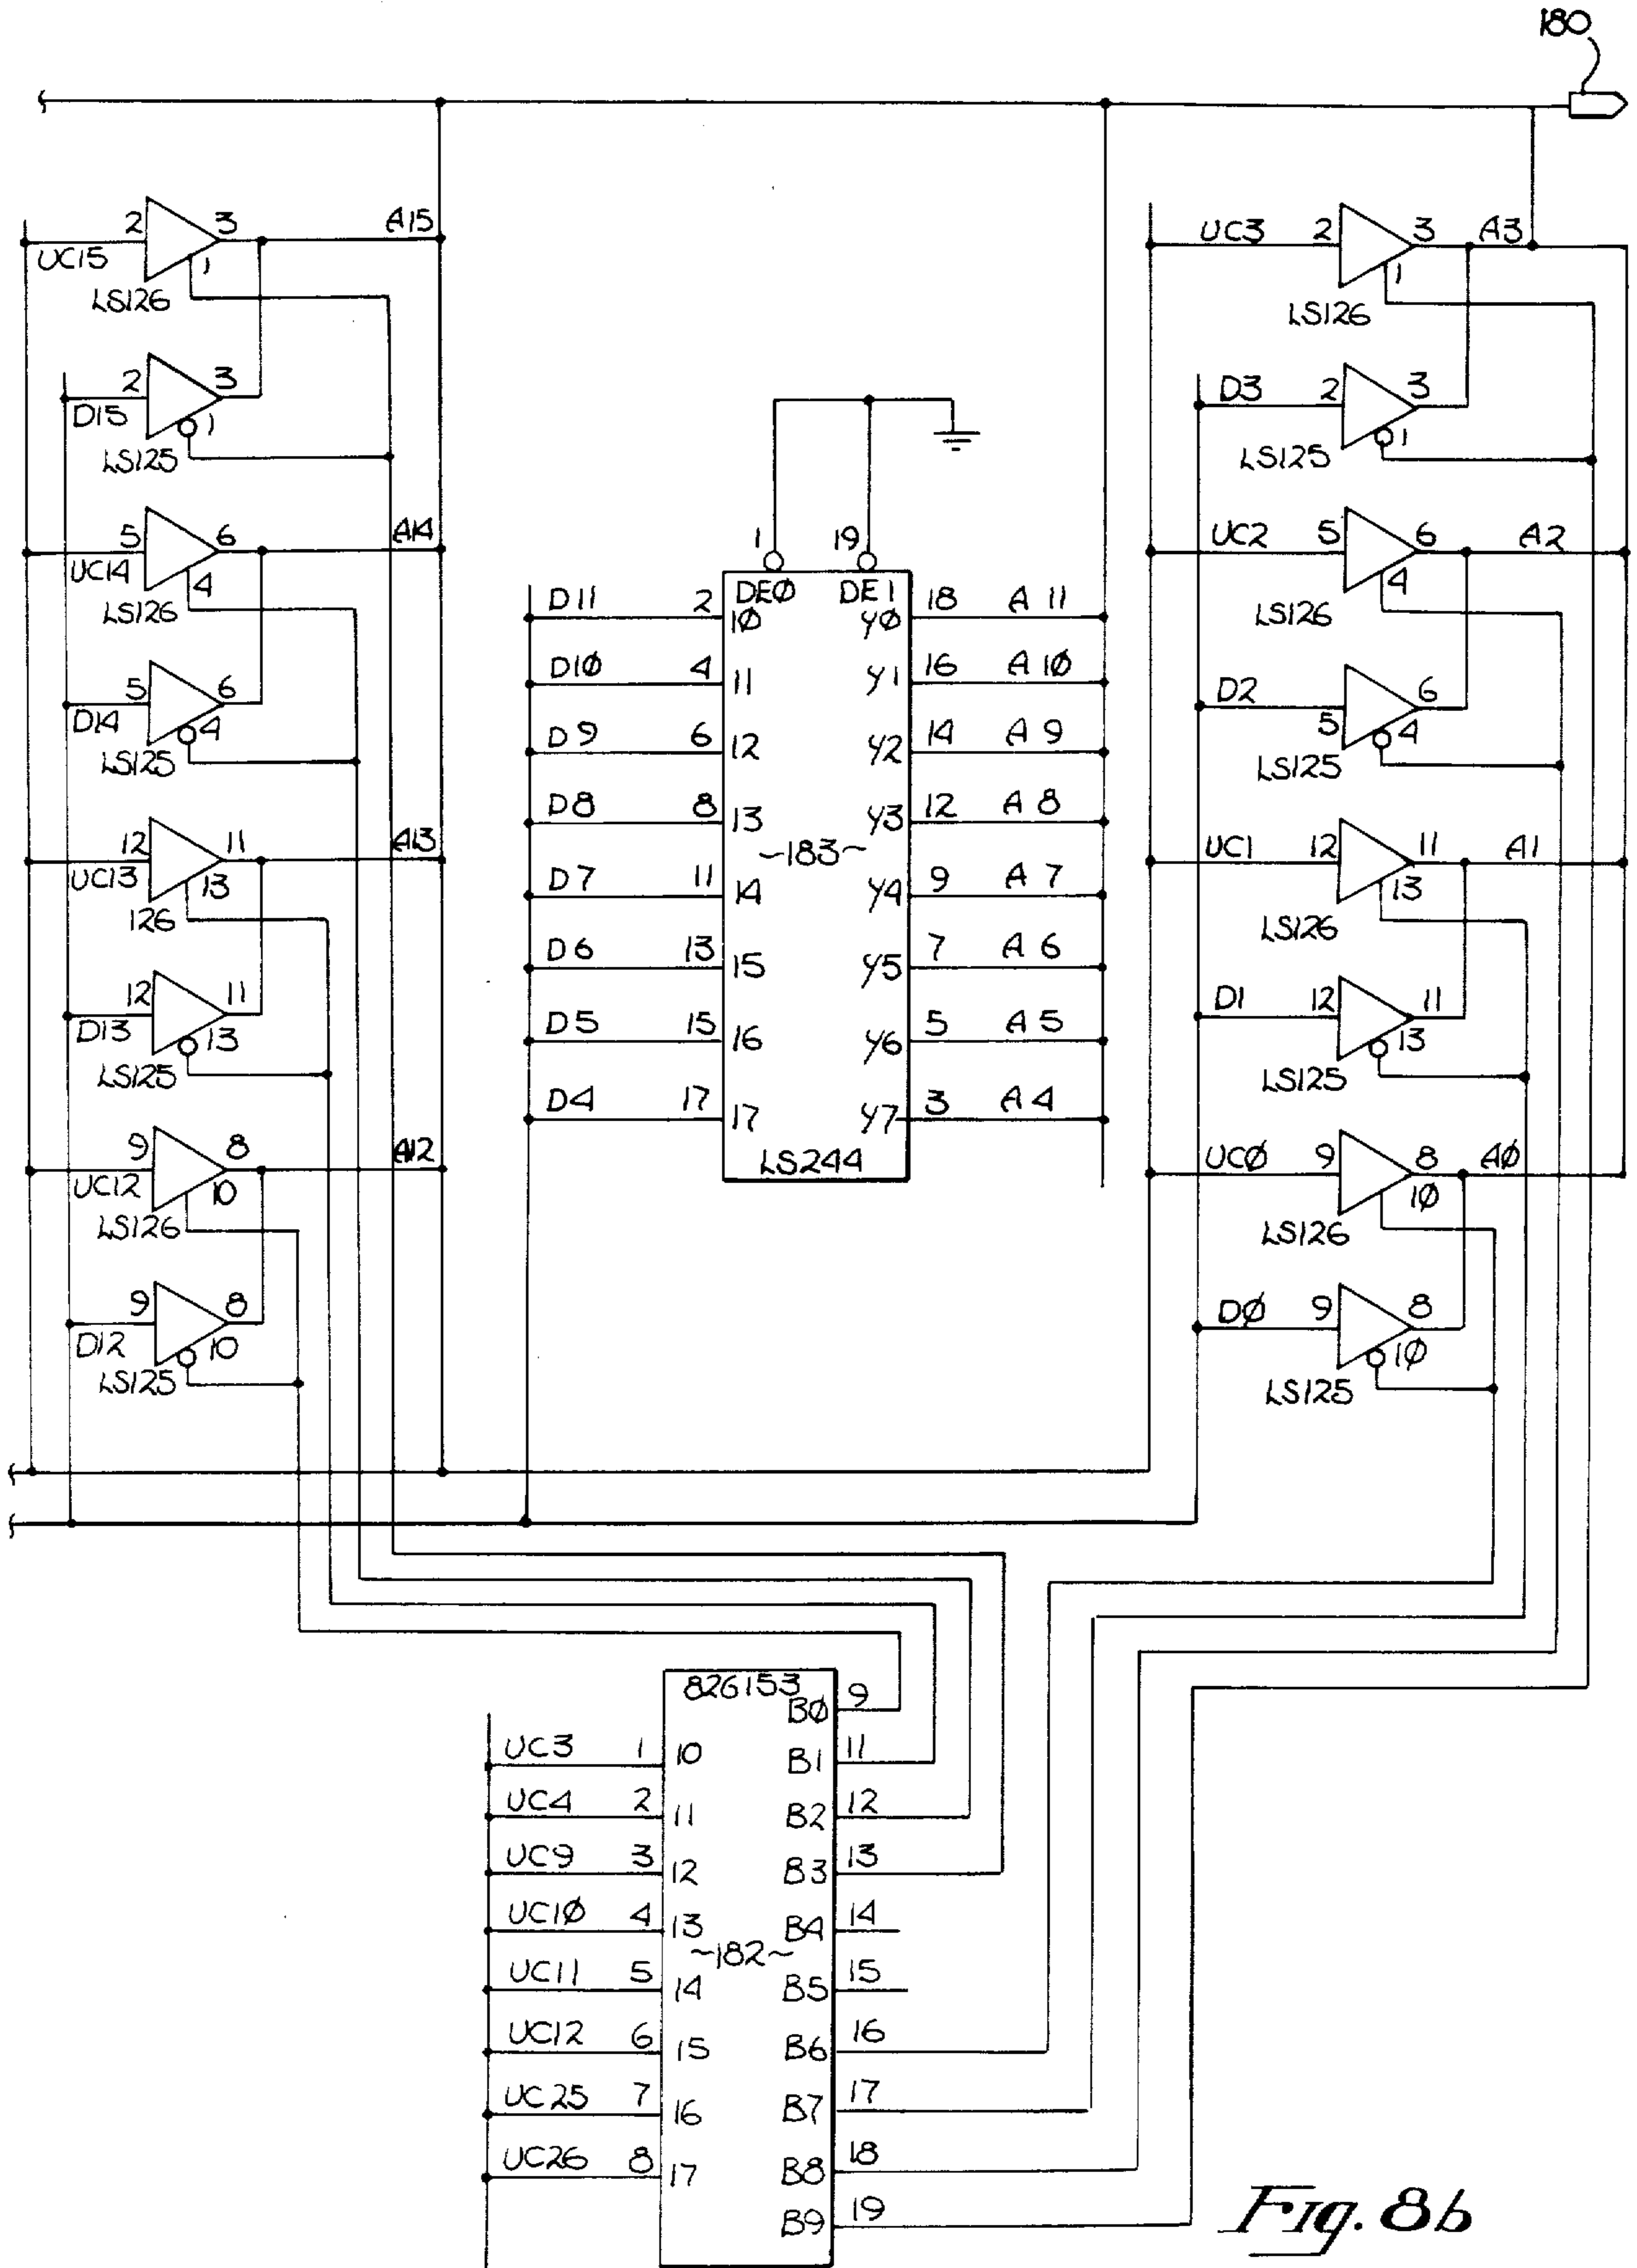 180
2 3 A15
UC15 1
LS126
2 3
D15 1
LS125
5 6 A14
UC14 4
LS126
5 6
D14 4
LS125
12 11 A13
UC13 13
126
12 11
D13 13
LS125
9 8 A12
UC12 10
LS126
9 8
D12 10
LS125
1 19
DEØ DE1
D11 2 1Ø YØ 18 A 11
D1Ø 4 11 Y1 16 A 1Ø
D9 6 12 Y2 14 A 9
D8 8 13 Y3 12 A 8
~183~
D7 11 14 Y4 9 A 7
D6 13 15 Y5 7 A 6
D5 15 16 Y6 5 A 5
D4 17 17 Y7 3 A 4
LS244
UC3 2 3 A3
1
LS126
D3 2 3
1
LS125
UC2 5 6 A2
4
LS126
D2 5 6
4
LS125
UC1 12 11 A1
13
LS126
D1 12 11
13
LS125
UCØ 9 8 AØ
1Ø
LS126
DØ 9 8
1Ø
LS125
826153
BØ 9
UC3 1 10 B1 11
UC4 2 11 B2 12
UC9 3 12 B3 13
UC1Ø 4 13 B4 14
~182~
UC11 5 14 B5 15
UC12 6 15 B6 16
UC25 7 16 B7 17
UC26 8 17 B8 18
B9 19
Fig. 8b